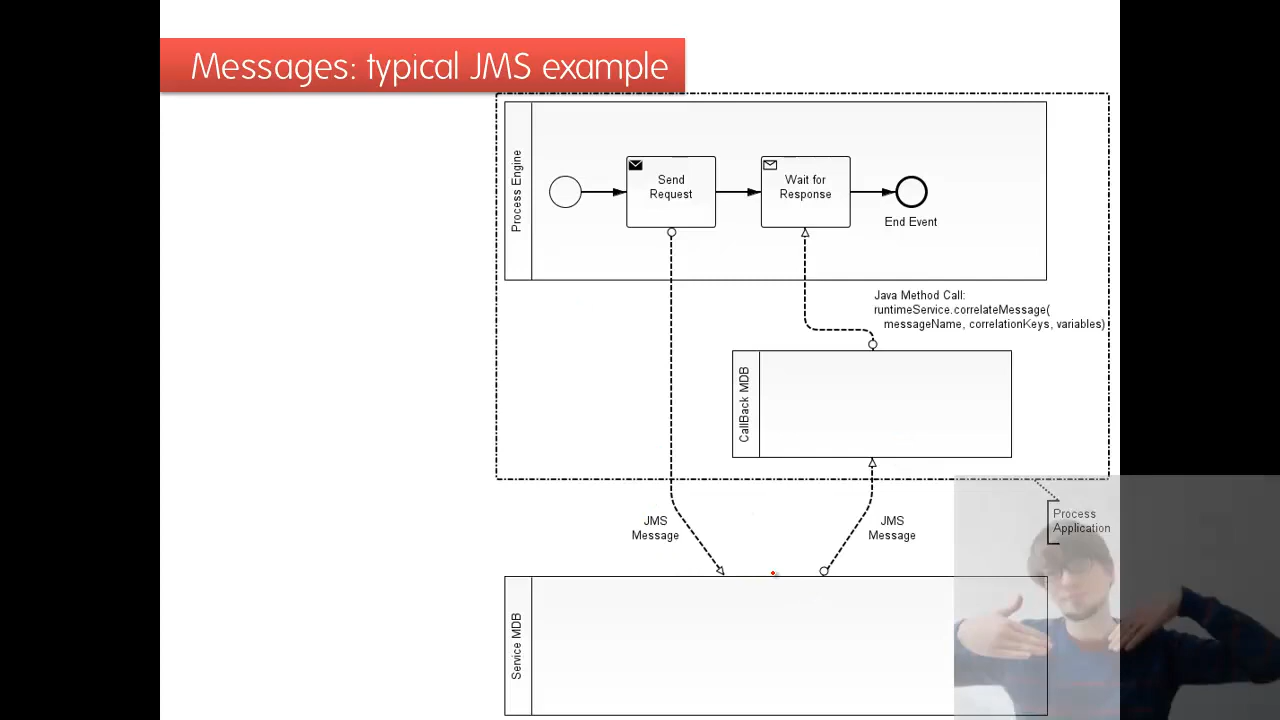 Messages: typical JMS example
Process Engine
Send
Request
Wait for
Response
End Event
Java Method Call:
runtimeService.correlateMessage(
messageName, correlationKeys, variables)
CallBack MDB
JMS
Message
JMS
Message
Process
Application
Service MDB